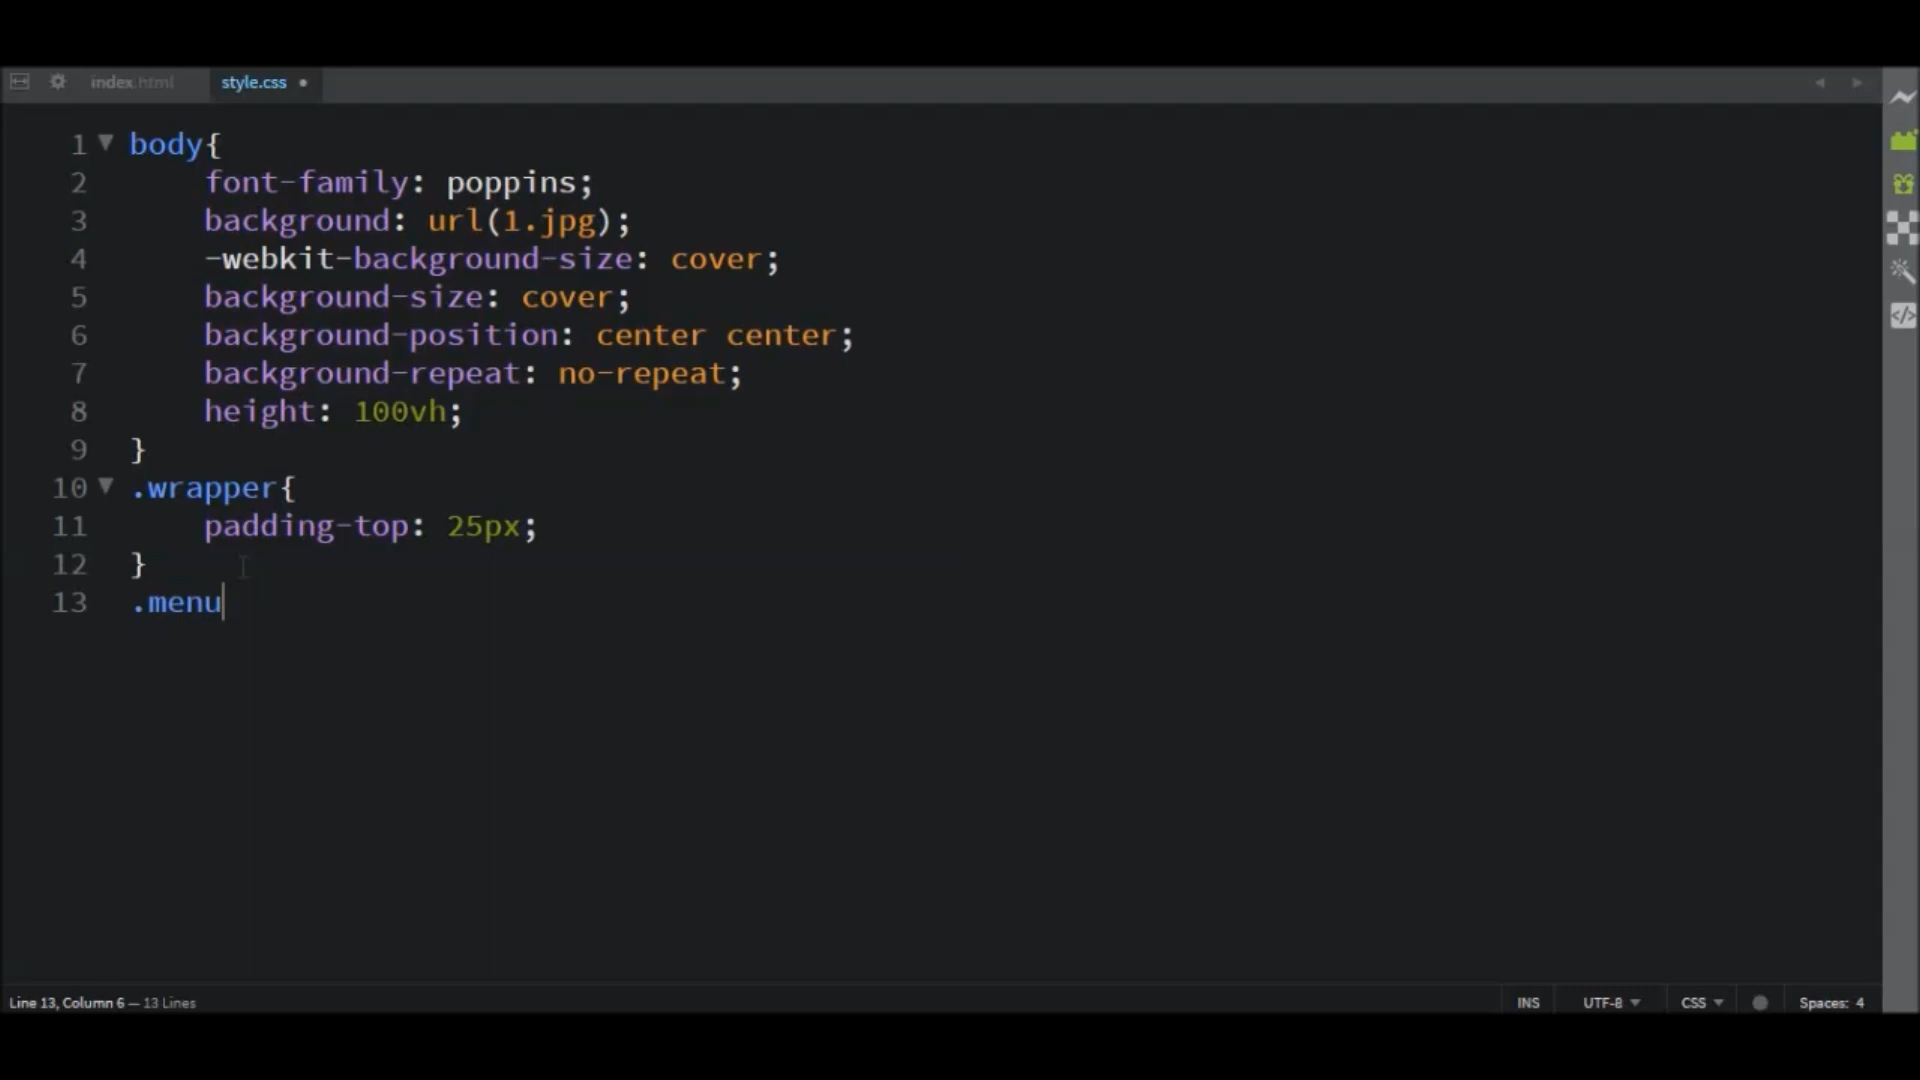 index.html style.css •
1 body{
2 font-family: poppins;
3 background: url(1.jpg);
4 -webkit-background-size: cover;
5 background-size: cover;
6 background-position: center center;
7 background-repeat: no-repeat;
8 height: 100vh;
9 }
10 .wrapper{
11 padding-top: 25px;
12 }
13 .menu
Line 13, Column 6 — 13 Lines INS UTF-8 CSS Spaces: 4